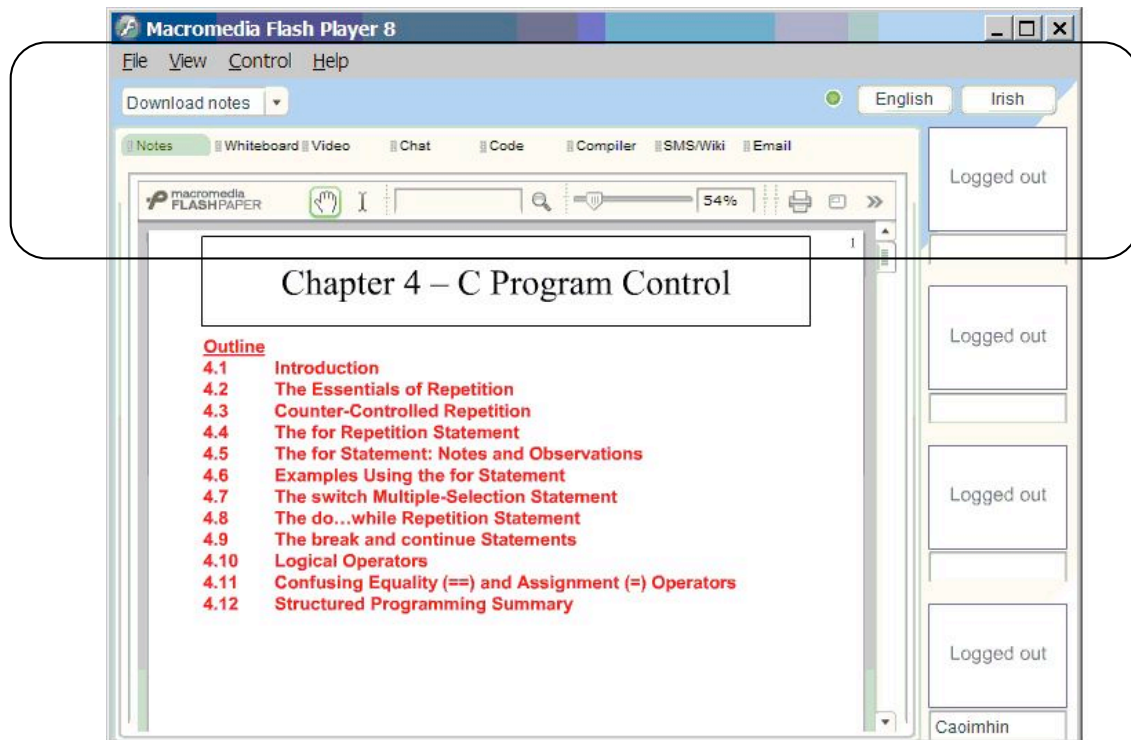 Macromedia Flash Player 8
File View Control Help
Download notes
English Irish
Notes Whiteboard Video Chat Code Compiler SMS/Wiki Email
macromedia
FLASHPAPER
54%
1
Chapter 4 – C Program Control
Outline
4.1 Introduction
4.2 The Essentials of Repetition
4.3 Counter-Controlled Repetition
4.4 The for Repetition Statement
4.5 The for Statement: Notes and Observations
4.6 Examples Using the for Statement
4.7 The switch Multiple-Selection Statement
4.8 The do…while Repetition Statement
4.9 The break and continue Statements
4.10 Logical Operators
4.11 Confusing Equality (==) and Assignment (=) Operators
4.12 Structured Programming Summary
Logged out
Logged out
Logged out
Logged out
Caoimhin